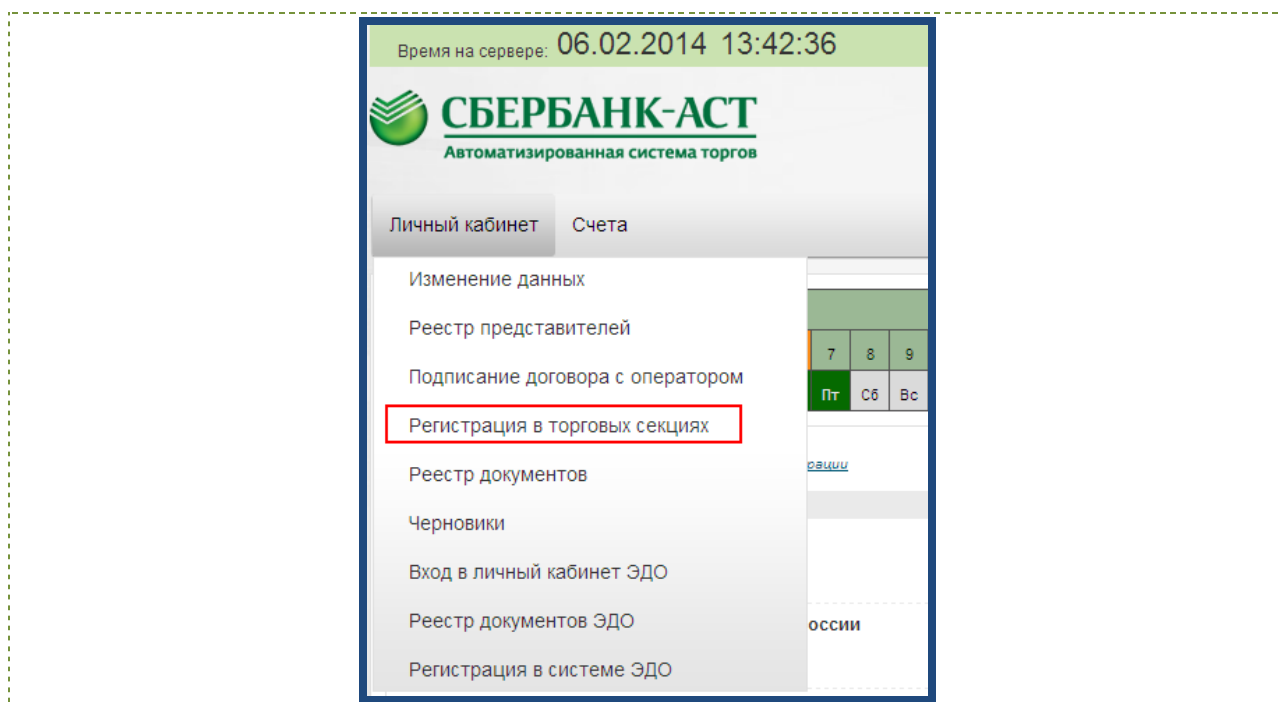 Время на сервере: 06.02.2014 13:42:36
СБЕРБАНК-АСТ
Автоматизированная система торгов
Личный кабинет Счета
Изменение данных
Реестр представителей
7 8 9
Подписание договора с оператором
Пт Сб Вс
Регистрация в торговых секциях
рации
Реестр документов
Черновики
Вход в личный кабинет ЭДО
Реестр документов ЭДО
оссии
Регистрация в системе ЭДО